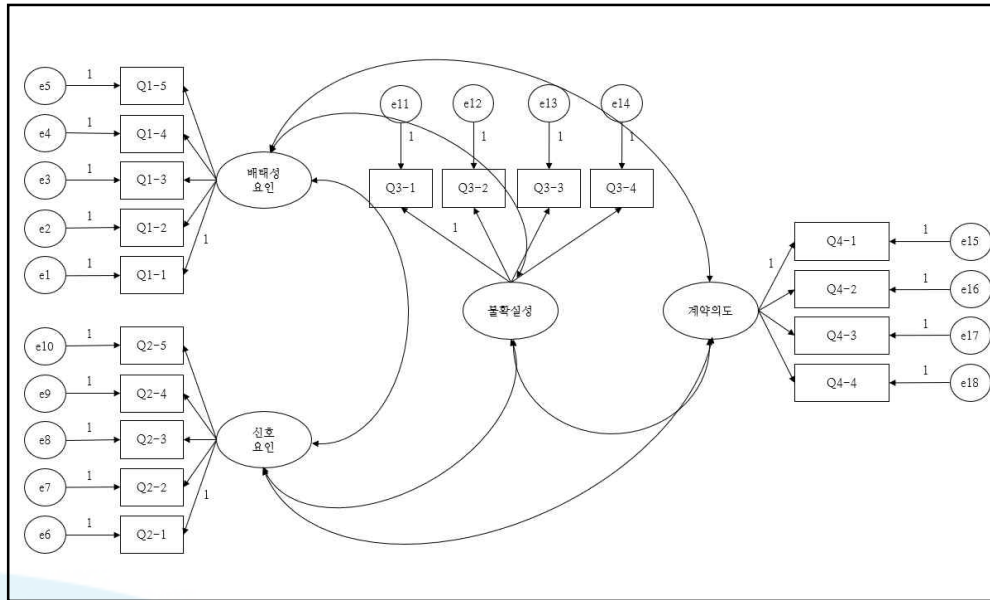 e5
1
Q1-5
e4
1
Q1-4
e3
1
Q1-3
e2
1
Q1-2
e1
1
Q1-1
1
배태성
요인
e10
1
Q2-5
e9
1
Q2-4
e8
1
Q2-3
e7
1
Q2-2
e6
1
Q2-1
1
신호
요인
e11
e12
e13
e14
1
1
1
1
Q3-1
Q3-2
Q3-3
Q3-4
1
불확실성
계약의도
1
Q4-1
1
e15
Q4-2
1
e16
Q4-3
1
e17
Q4-4
1
e18